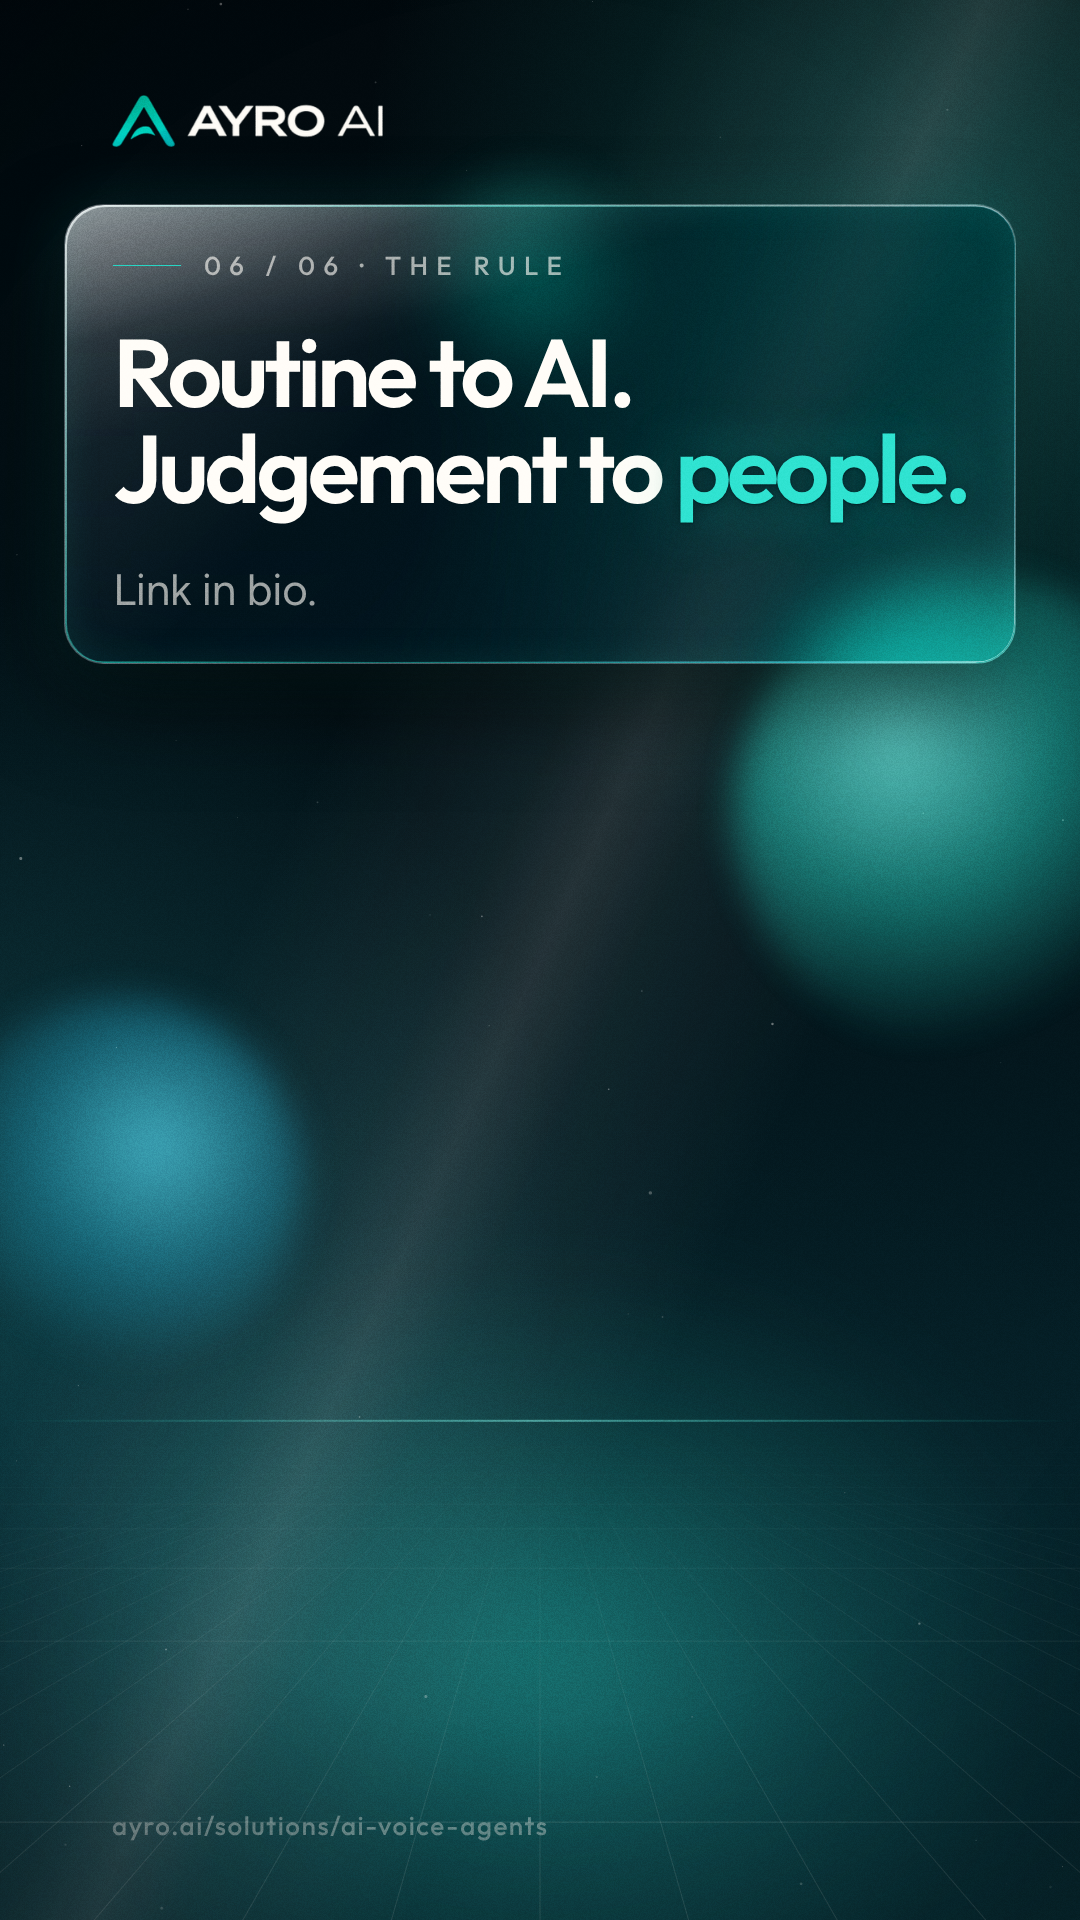 AYRO AI
06 / 06 · THE RULE
Routine to AI.
Judgement to people.
Link in bio.
ayro.ai/solutions/ai-voice-agents